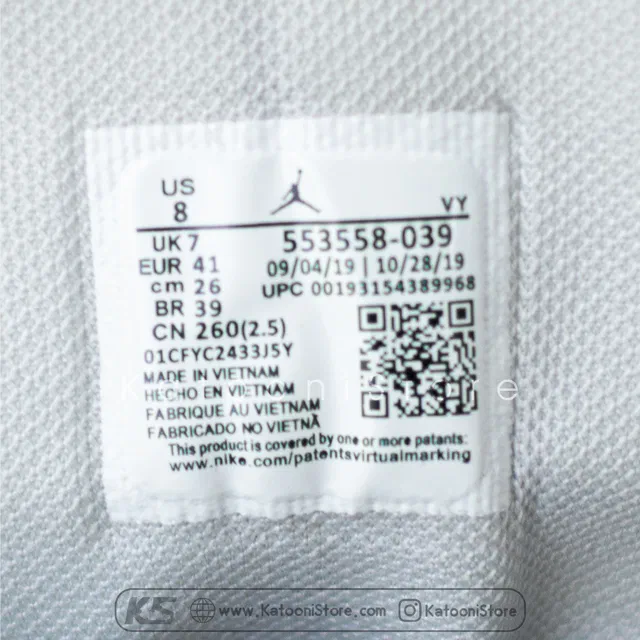 US
8
VY
UK 7
553558-039
EUR 41
09/04/19 | 10/28/19
cm 26
UPC 00193154389968
BR 39
CN 260(2.5)
01CFYC2433J5Y
MADE IN VIETNAM
HECHO EN VIETNAM
FABRIQUE AU VIETNAM
FABRICADO NO VIETNÃ
This product is covered by one or more patents:
www.nike.com/patentsvirtualmarking
KatooniStore
KS www.KatooniStore.com KatooniStore